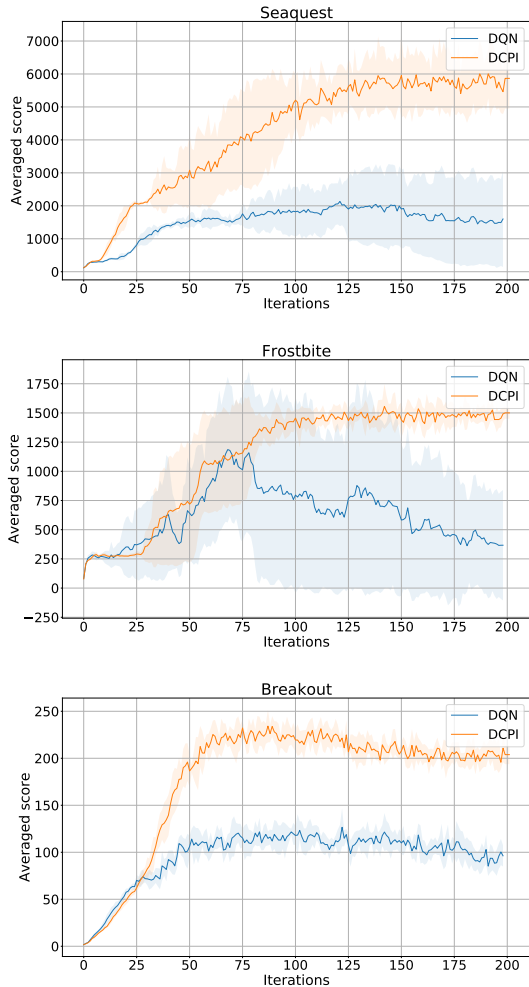 Seaquest
7000
6000
5000
4000
3000
2000
1000
0
Averaged score
DQN
DCPI
0 25 50 75 100 125 150 175 200
Iterations
Frostbite
1750
1500
1250
1000
750
500
250
0
−250
Averaged score
DQN
DCPI
0 25 50 75 100 125 150 175 200
Iterations
Breakout
250
200
150
100
50
0
Averaged score
DQN
DCPI
0 25 50 75 100 125 150 175 200
Iterations